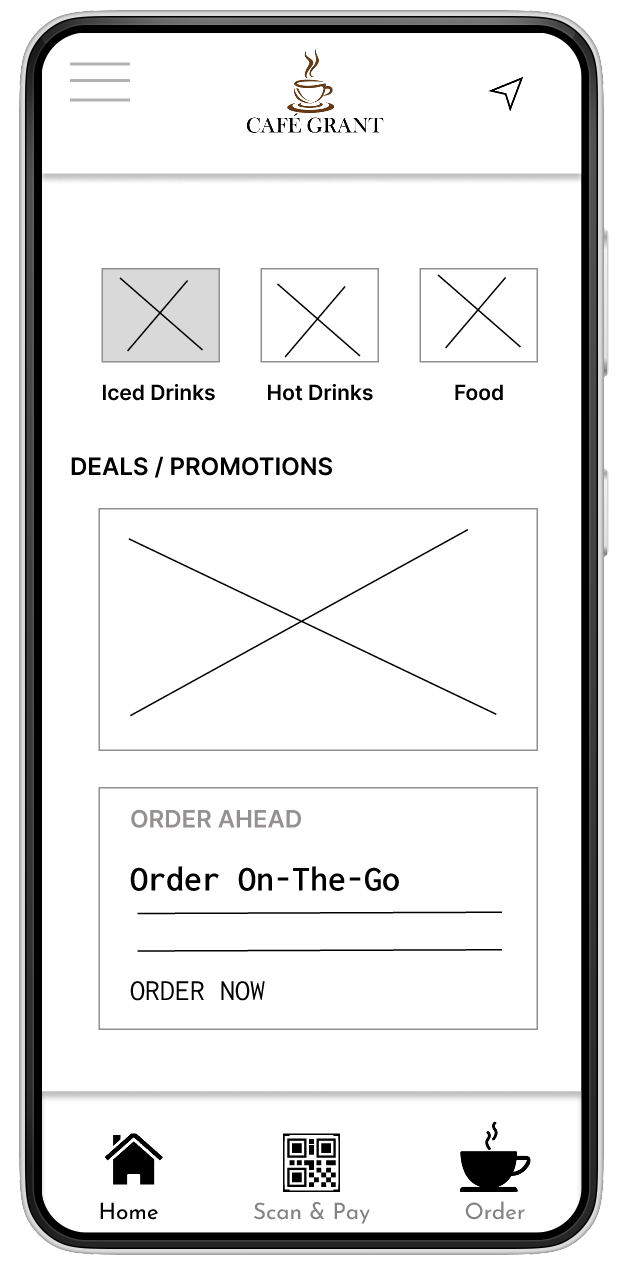 CAFÉ GRANT
Iced Drinks Hot Drinks Food
DEALS / PROMOTIONS
ORDER AHEAD
Order On-The-Go
ORDER NOW
Home Scan & Pay Order